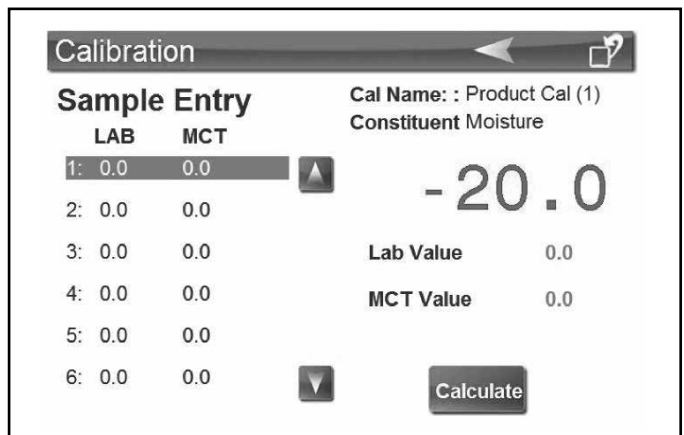 Calibration
Sample Entry
LAB MCT
1: 0.0 0.0
2: 0.0 0.0
3: 0.0 0.0
4: 0.0 0.0
5: 0.0 0.0
6: 0.0 0.0
Cal Name: : Product Cal (1)
Constituent Moisture
-20.0
Lab Value 0.0
MCT Value 0.0
Calculate